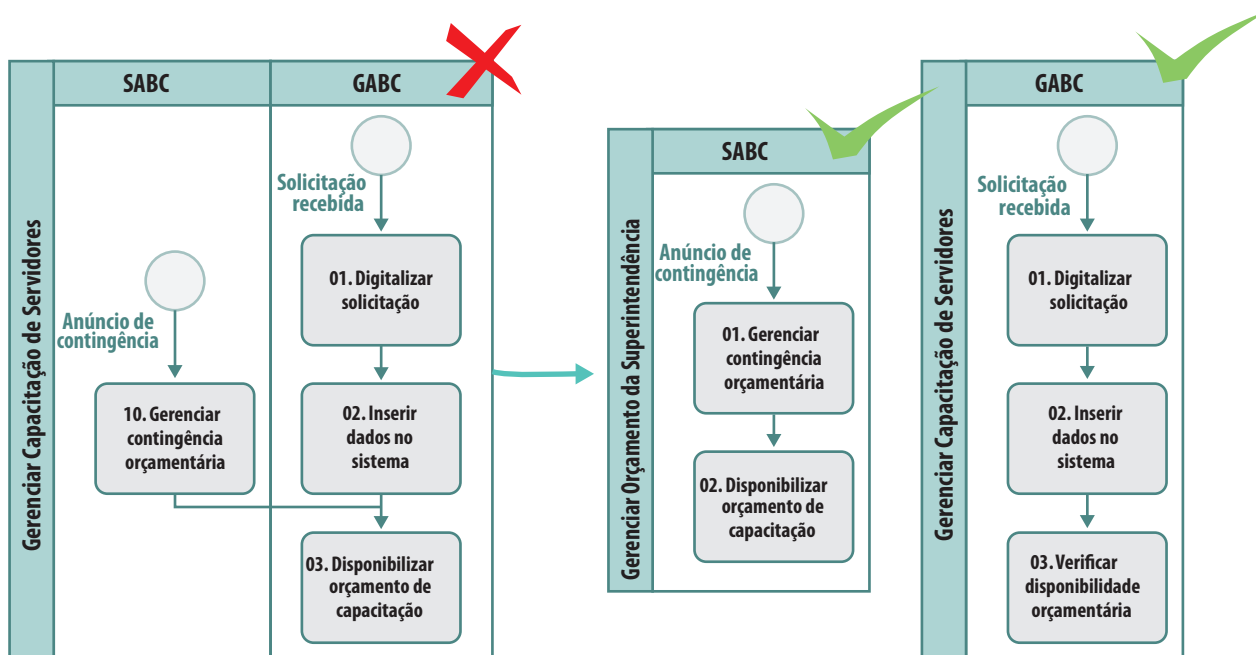 Gerenciar Capacitação de Servidores
SABC
GABC
Solicitação
recebida
Anúncio de
contingência
10. Gerenciar
contingência
orçamentária
01. Digitalizar
solicitação
02. Inserir
dados no
sistema
03. Disponibilizar
orçamento de
capacitação
Gerenciar Orçamento da Superintendência
SABC
Anúncio de
contingência
01. Gerenciar
contingência
orçamentária
02. Disponibilizar
orçamento de
capacitação
Gerenciar Capacitação de Servidores
GABC
Solicitação
recebida
01. Digitalizar
solicitação
02. Inserir
dados no
sistema
03. Verificar
disponibilidade
orçamentária